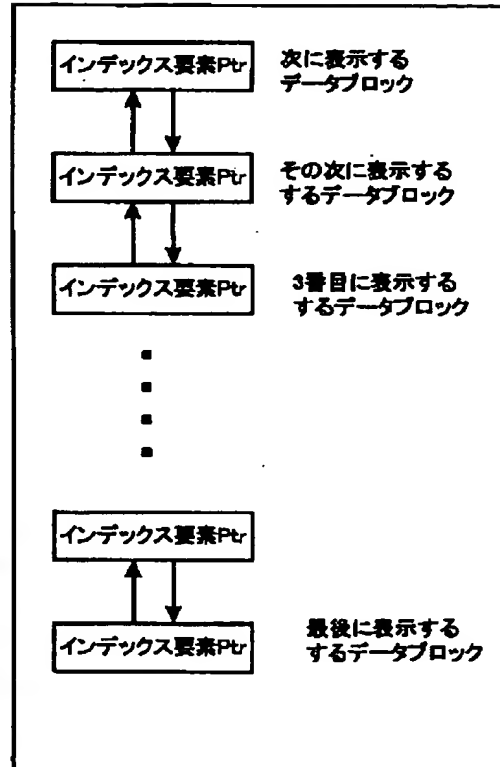 インデックス要素Ptr
次に表示する
データブロック
インデックス要素Ptr
その次に表示する
するデータブロック
インデックス要素Ptr
3番目に表示する
するデータブロック
インデックス要素Ptr
インデックス要素Ptr
最後に表示する
するデータブロック